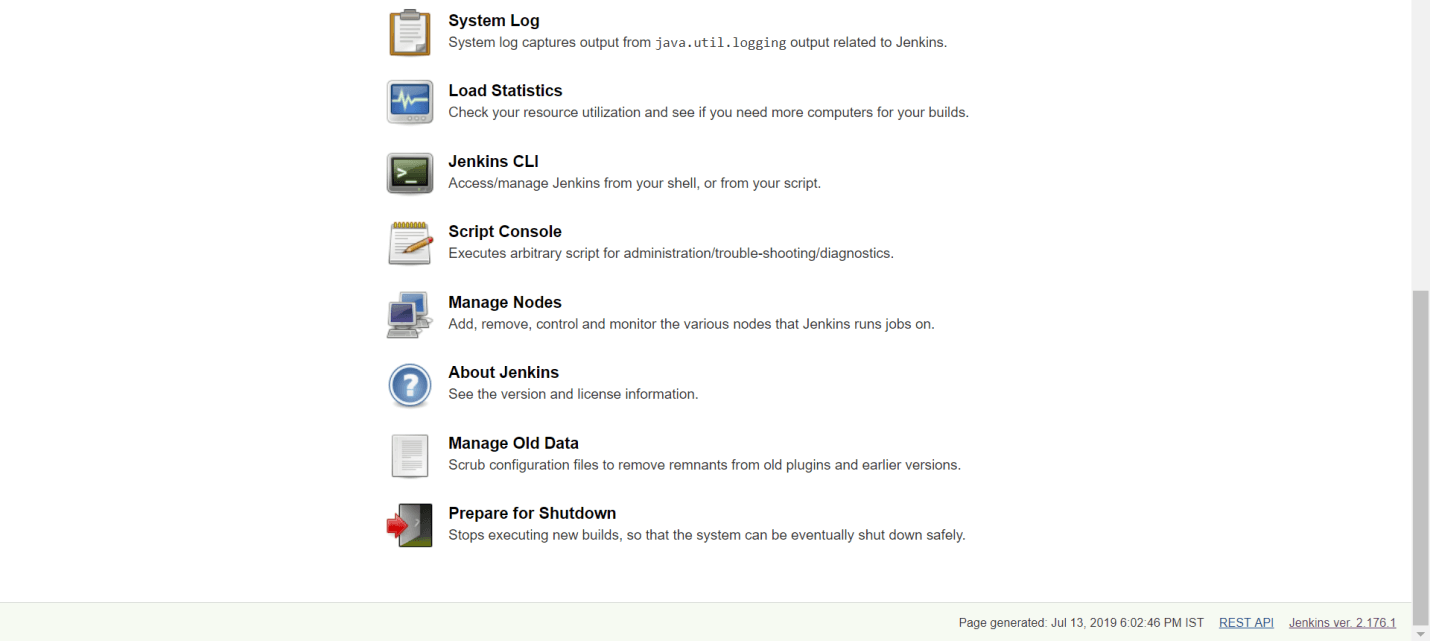 System Log
System log captures output from java.util.logging output related to Jenkins.
Load Statistics
Check your resource utilization and see if you need more computers for your builds.
Jenkins CLI
Access/manage Jenkins from your shell, or from your script.
Script Console
Executes arbitrary script for administration/trouble-shooting/diagnostics.
Manage Nodes
Add, remove, control and monitor the various nodes that Jenkins runs jobs on.
About Jenkins
See the version and license information.
Manage Old Data
Scrub configuration files to remove remnants from old plugins and earlier versions.
Prepare for Shutdown
Stops executing new builds, so that the system can be eventually shut down safely.
Page generated: Jul 13, 2019 6:02:46 PM IST REST API Jenkins ver. 2.176.1